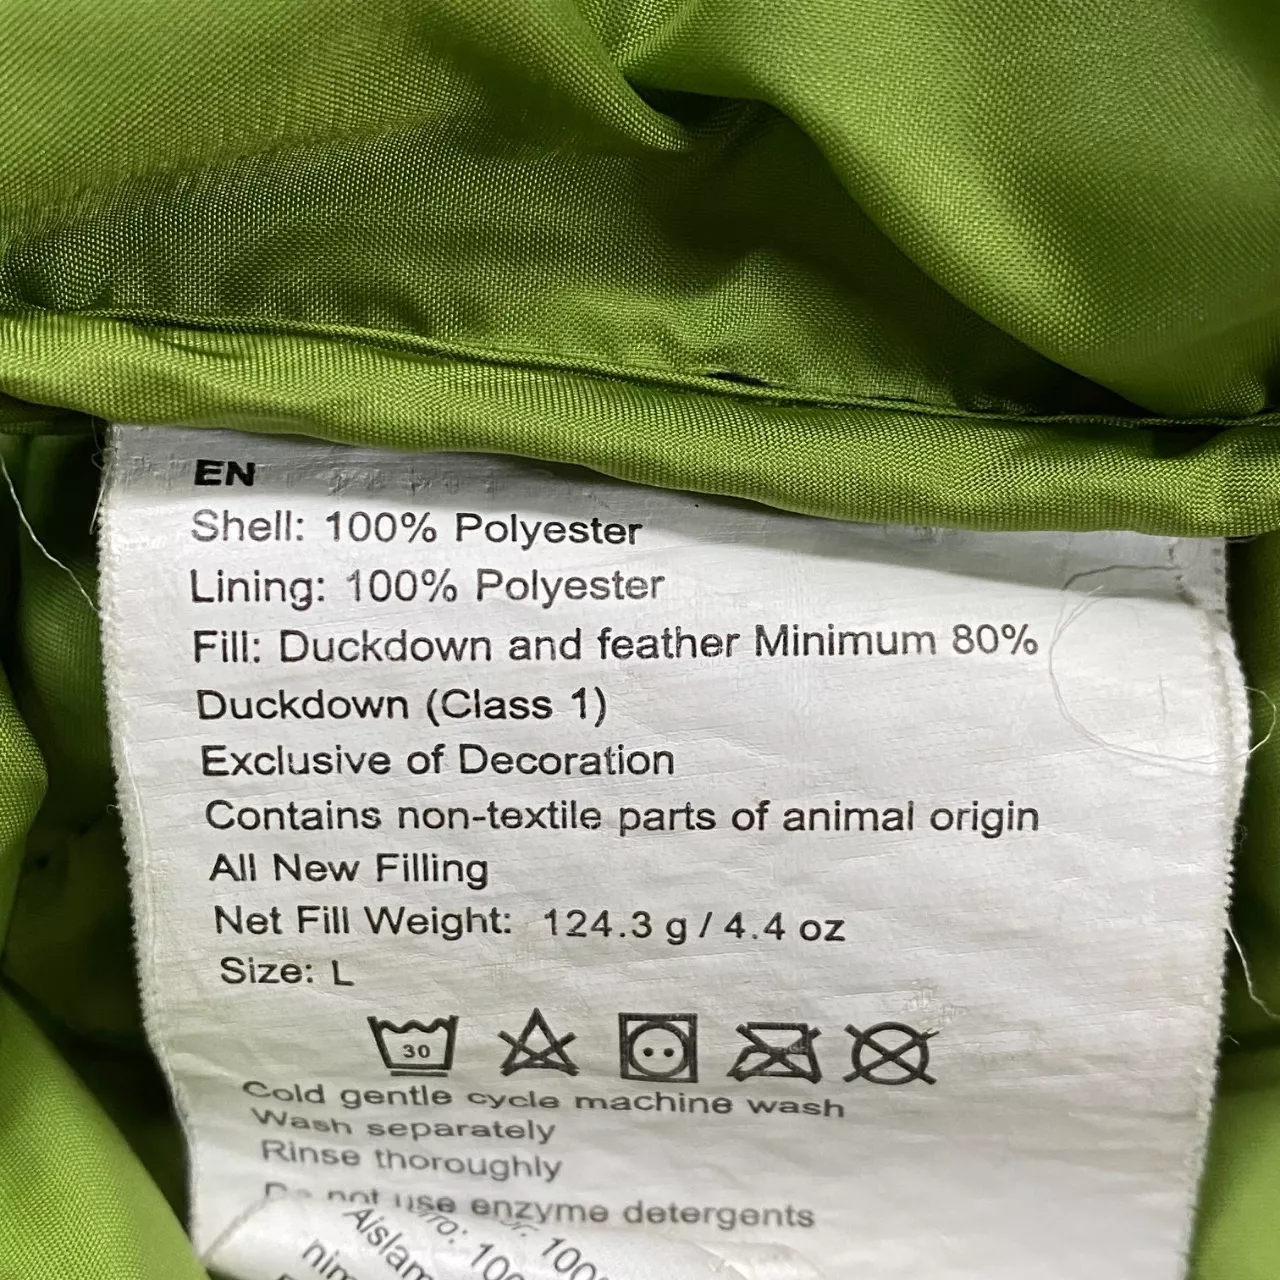 EN
Shell: 100% Polyester
Lining: 100% Polyester
Fill: Duckdown and feather Minimum 80%
Duckdown (Class 1)
Exclusive of Decoration
Contains non-textile parts of animal origin
All New Filling
Net Fill Weight: 124.3 g / 4.4 oz
Size: L
30
Cold gentle cycle machine wash
Wash separately
Rinse thoroughly
Do not use enzyme detergents